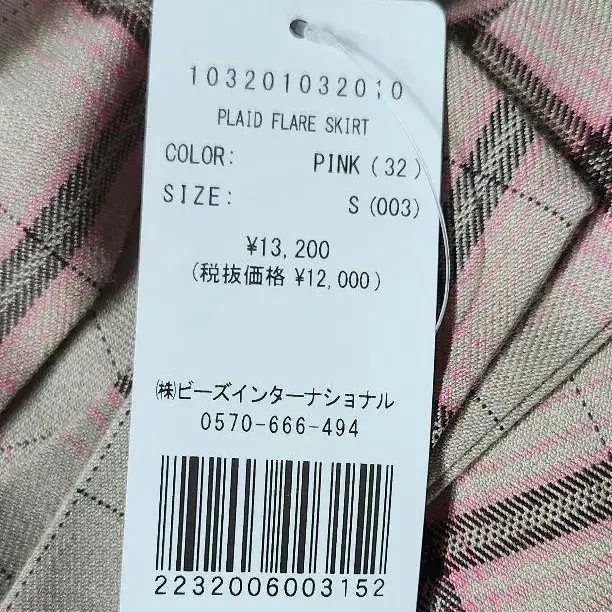 103201032010
PLAID FLARE SKIRT
COLOR: PINK (32)
SIZE: S (003)
¥13,200
(税抜価格 ¥12,000)
㈱ビーズインターナショナル
0570-666-494
2232006003152